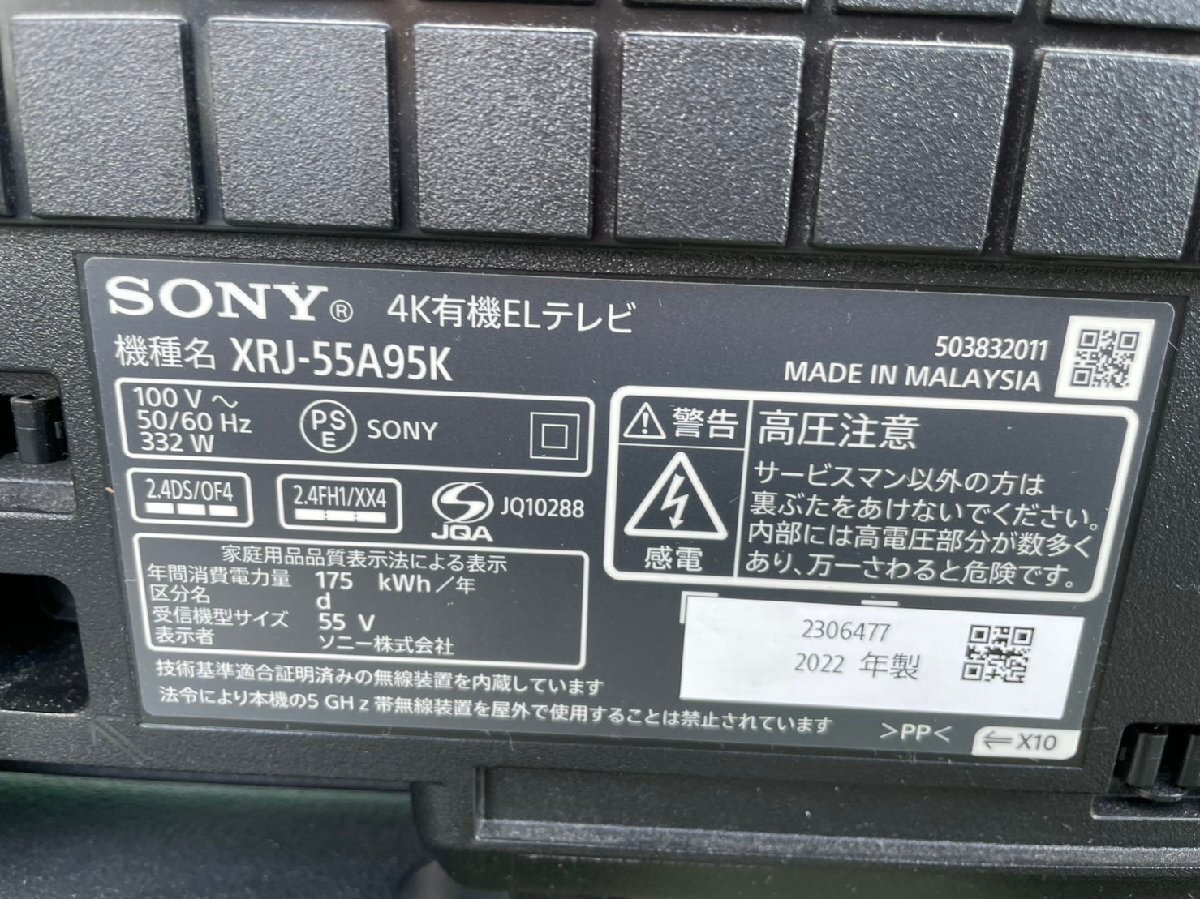 SONY® 4K有機ELテレビ
機種名 XRJ-55A95K
503832011
MADE IN MALAYSIA
100 V ～
50/60 Hz
332 W
PS
E
SONY
2.4DS/OF4
2.4FH1/XX4
JQA
JQ10288
家庭用品品質表示法による表示
年間消費電力量 175 kWh／年
区分名 d
受信機型サイズ 55 V
表示者 ソニー株式会社
技術基準適合証明済みの無線装置を内蔵しています
法令により本機の5 GHz 帯無線装置を屋外で使用することは禁止されています
警告
感電
高圧注意
サービスマン以外の方は
裏ぶたをあけないでください。
内部には高電圧部分が数多く
あり、万一さわると危険です。
2306477
2022 年製
>PP<
⇐X10